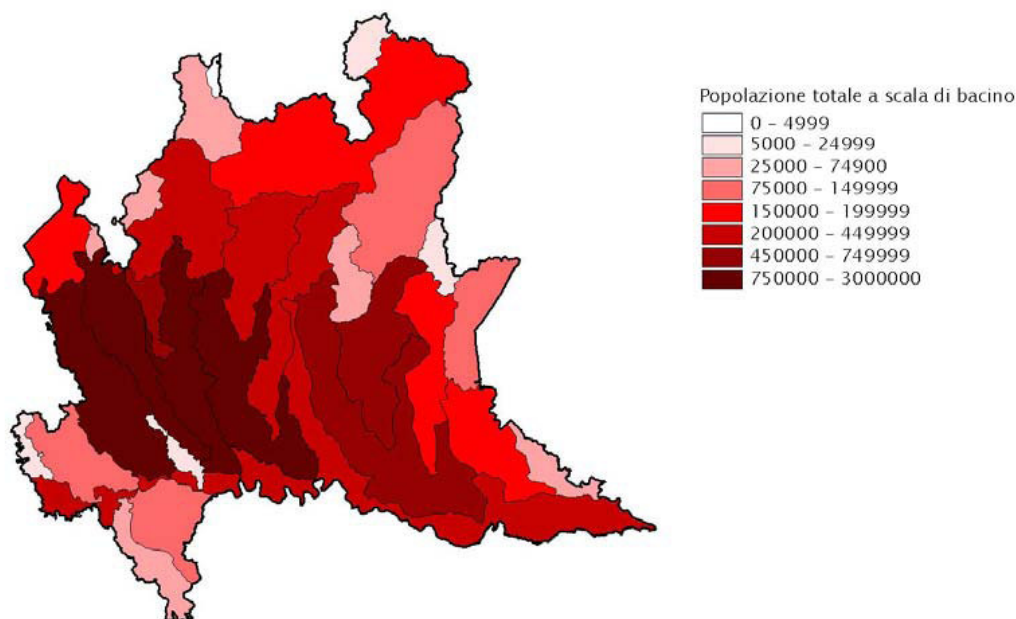 Popolazione totale a scala di bacino
0 – 4999
5000 – 24999
25000 – 74900
75000 – 149999
150000 – 199999
200000 – 449999
450000 – 749999
750000 – 3000000